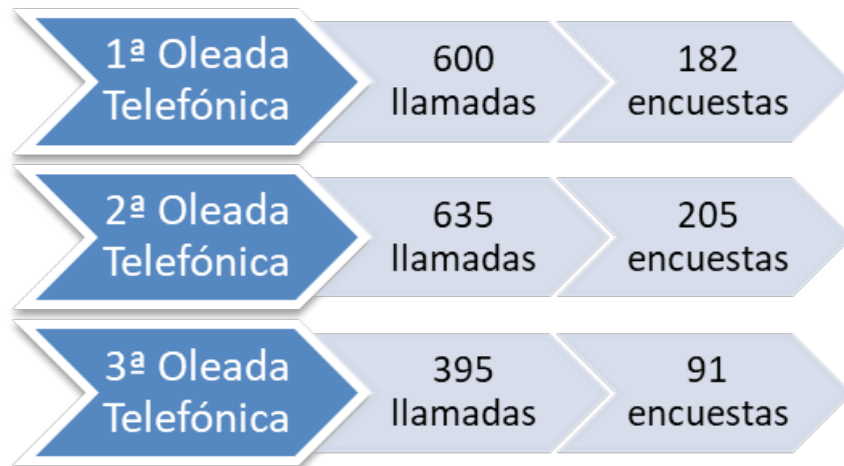 1ª Oleada
Telefónica
600
llamadas
182
encuestas
2ª Oleada
Telefónica
635
llamadas
205
encuestas
3ª Oleada
Telefónica
395
llamadas
91
encuestas